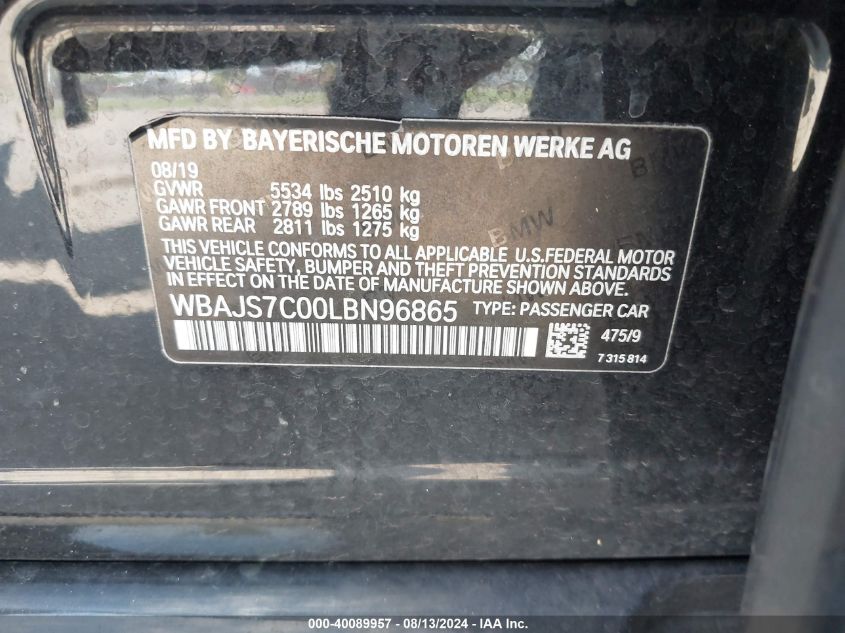 MFD BY BAYERISCHE MOTOREN WERKE AG
08/19
GVWR 5534 lbs 2510 kg
GAWR FRONT 2789 lbs 1265 kg
GAWR REAR 2811 lbs 1275 kg
THIS VEHICLE CONFORMS TO ALL APPLICABLE U.S.FEDERAL MOTOR
VEHICLE SAFETY, BUMPER AND THEFT PREVENTION STANDARDS
IN EFFECT ON THE DATE OF MANUFACTURE SHOWN ABOVE.
WBAJS7C00LBN96865 TYPE: PASSENGER CAR
475/9
7 315 814
BMW
000-40089957 - 08/13/2024 - IAA Inc.